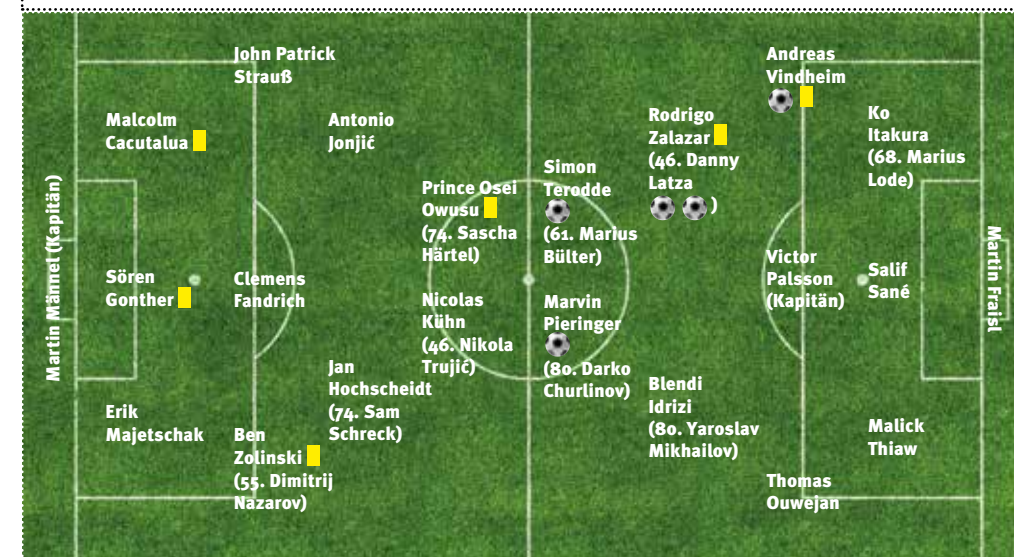 Martin Männel (Kapitän)
Malcolm
Cacutalua
Sören
Gonther
Erik
Majetschak
John Patrick
Strauß
Clemens
Fandrich
Ben
Zolinski
(55. Dimitrij
Nazarov)
Antonio
Jonjić
Jan
Hochscheidt
(74. Sam
Schreck)
Prince Osei
Owusu
(74. Sascha
Härtel)
Nicolas
Kühn
(46. Nikola
Trujić)
Simon
Terodde
(61. Marius
Bülter)
Marvin
Pieringer
(80. Darko
Churlinov)
Rodrigo
Zalazar
(46. Danny
Latza
)
Blendi
Idrizi
(80. Yaroslav
Mikhailov)
Andreas
Vindheim
Victor
Palsson
(Kapitän)
Thomas
Ouwejan
Ko
Itakura
(68. Marius
Lode)
Salif
Sané
Malick
Thiaw
Martin Fraisl